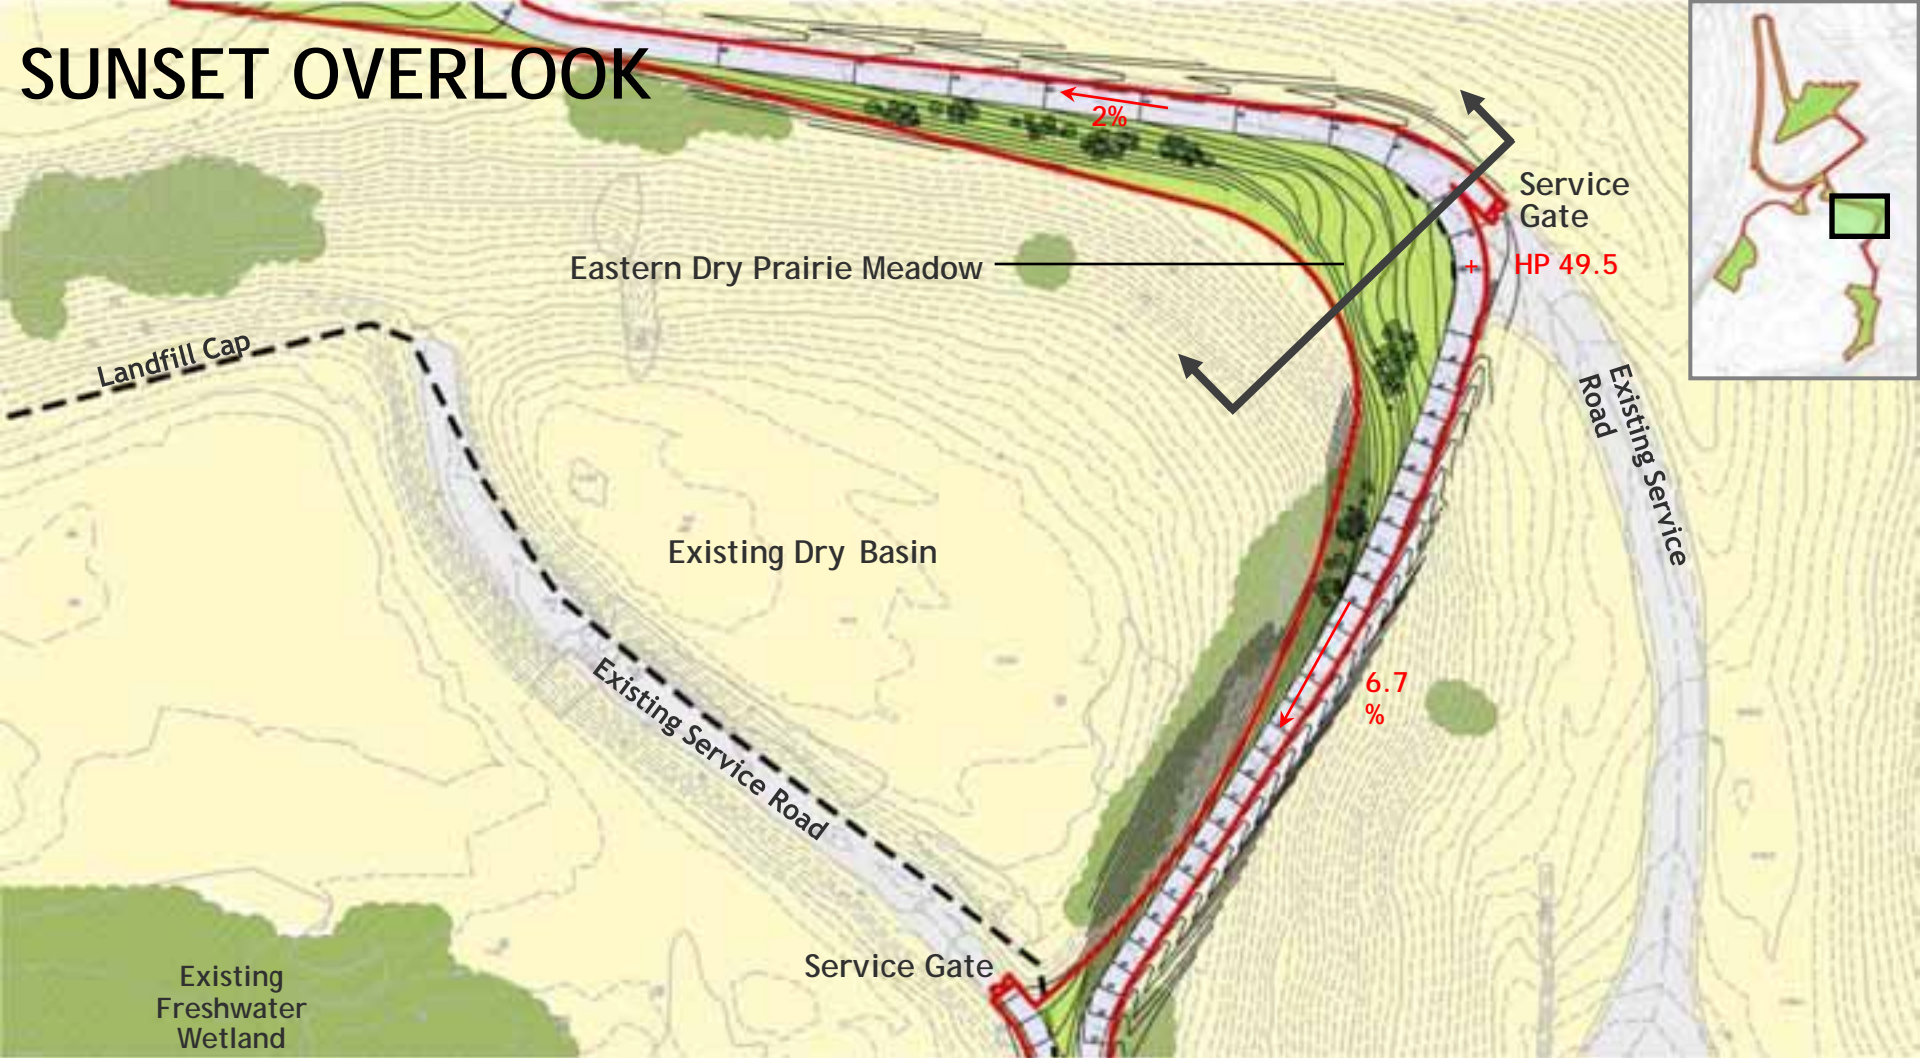 SUNSET OVERLOOK
2%
Service
Gate
Eastern Dry Prairie Meadow
HP 49.5
Landfill Cap
Existing Service
Road
Existing Dry Basin
Existing Service Road
6.7
%
Service Gate
Existing
Freshwater
Wetland